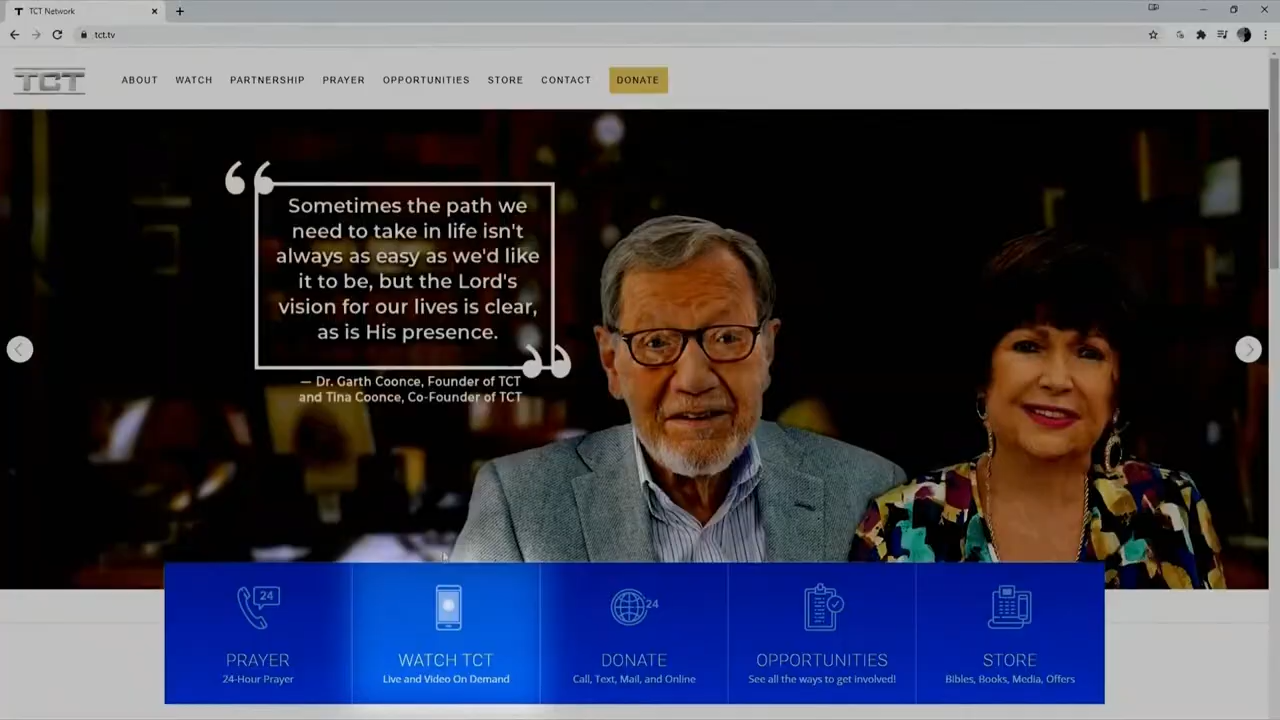 TCT Network
tct.tv
TCT
ABOUT
WATCH
PARTNERSHIP
PRAYER
OPPORTUNITIES
STORE
CONTACT
DONATE
“
Sometimes the path we
need to take in life isn't
always as easy as we'd like
it to be, but the Lord's
vision for our lives is clear,
as is His presence.
”
— Dr. Garth Coonce, Founder of TCT
and Tina Coonce, Co-Founder of TCT
24
PRAYER
24-Hour Prayer
WATCH TCT
Live and Video On Demand
24
DONATE
Call, Text, Mail, and Online
OPPORTUNITIES
See all the ways to get involved!
STORE
Bibles, Books, Media, Offers